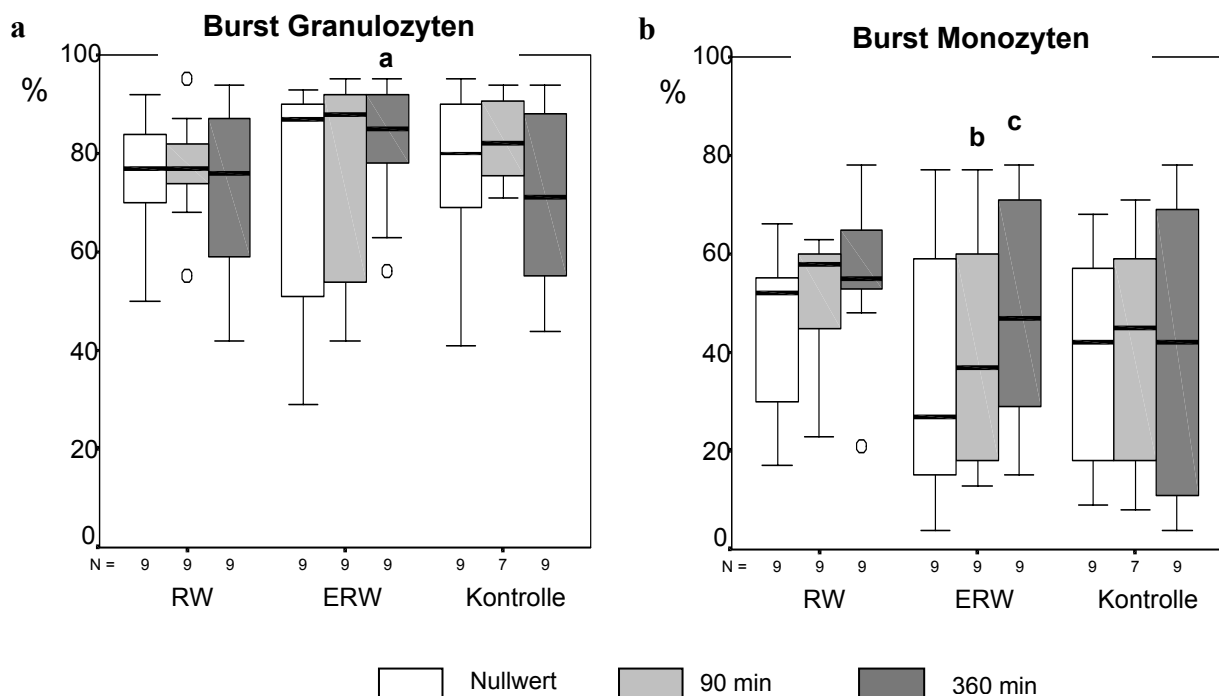 a
Burst Granulozyten
100
%
80
60
40
20
0
a
N = 9 9 9 9 9 9 9 7 9
RW ERW Kontrolle
b
Burst Monozyten
100
%
80
60
40
20
0
b
c
N = 9 9 9 9 9 9 9 7 9
RW ERW Kontrolle
Nullwert 90 min 360 min